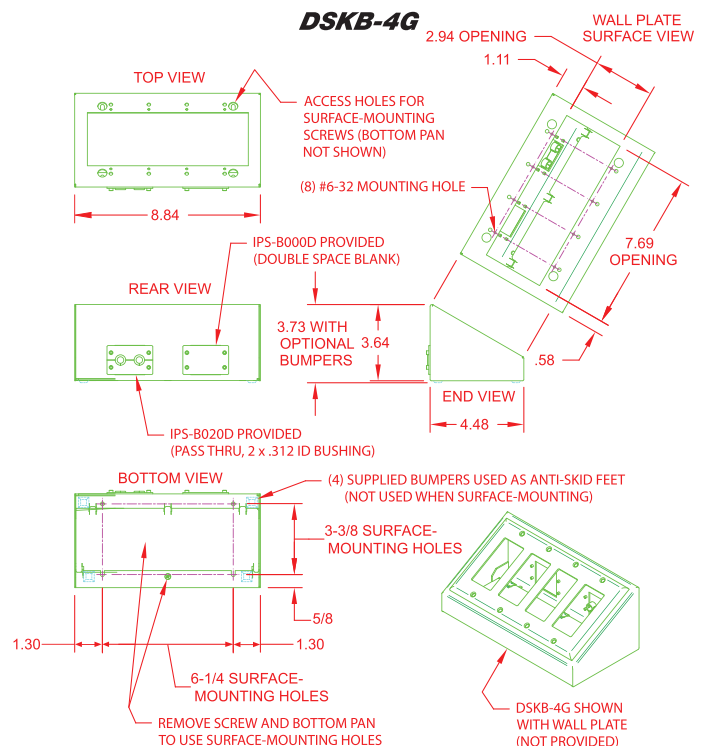 DSKB-4G
WALL PLATE
SURFACE VIEW
2.94 OPENING
1.11
TOP VIEW
ACCESS HOLES FOR
SURFACE-MOUNTING
SCREWS (BOTTOM PAN
NOT SHOWN)
(8) #6-32 MOUNTING HOLE
8.84
7.69
OPENING
IPS-B000D PROVIDED
(DOUBLE SPACE BLANK)
REAR VIEW
3.73 WITH
OPTIONAL
BUMPERS
3.64
.58
END VIEW
4.48
IPS-B020D PROVIDED
(PASS THRU, 2 x .312 ID BUSHING)
BOTTOM VIEW
(4) SUPPLIED BUMPERS USED AS ANTI-SKID FEET
(NOT USED WHEN SURFACE-MOUNTING)
3-3/8 SURFACE-
MOUNTING HOLES
5/8
1.30
1.30
6-1/4 SURFACE-
MOUNTING HOLES
REMOVE SCREW AND BOTTOM PAN
TO USE SURFACE-MOUNTING HOLES
DSKB-4G SHOWN
WITH WALL PLATE
(NOT PROVIDED)